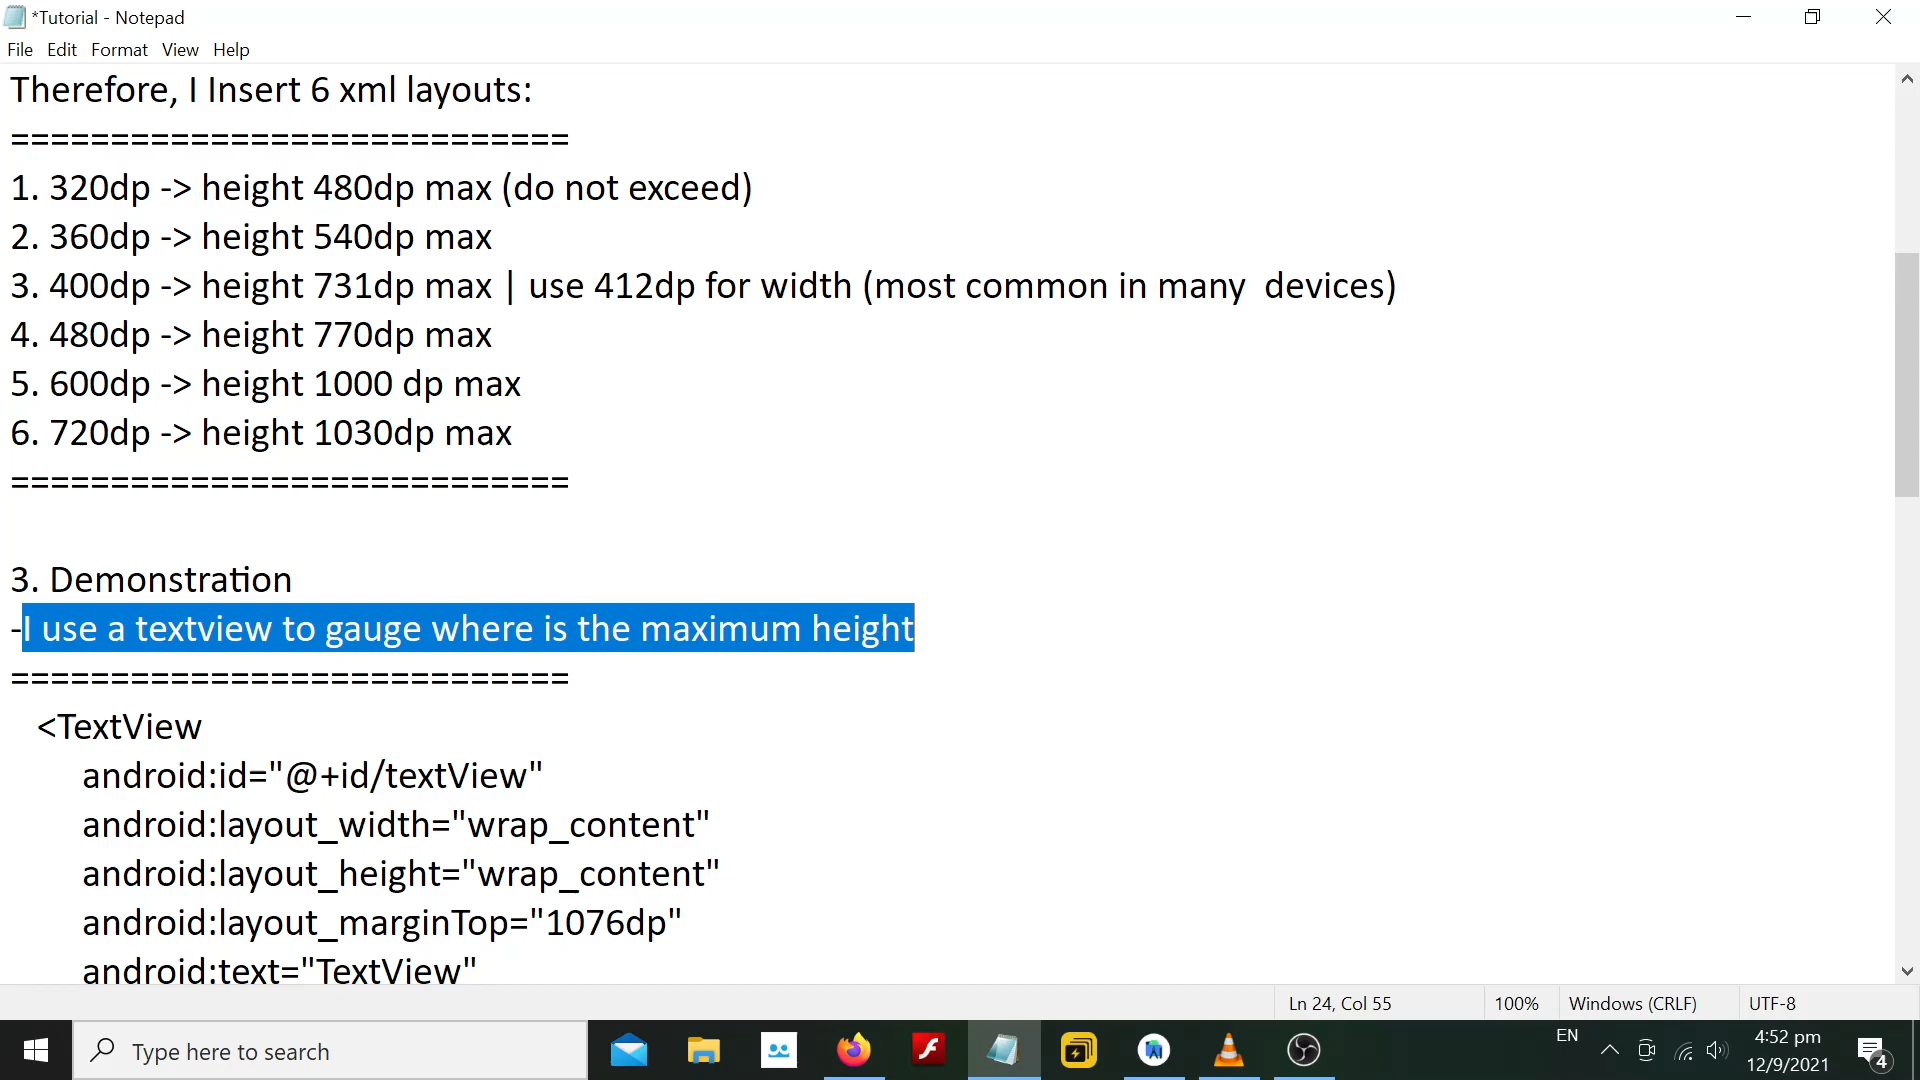 *Tutorial - Notepad
File Edit Format View Help
Therefore, I Insert 6 xml layouts:
============================
1. 320dp -> height 480dp max (do not exceed)
2. 360dp -> height 540dp max
3. 400dp -> height 731dp max | use 412dp for width (most common in many  devices)
4. 480dp -> height 770dp max
5. 600dp -> height 1000 dp max
6. 720dp -> height 1030dp max
============================
3. Demonstration
-I use a textview to gauge where is the maximum height
============================
<TextView
android:id="@+id/textView"
android:layout_width="wrap_content"
android:layout_height="wrap_content"
android:layout_marginTop="1076dp"
android:text="TextView"
Ln 24, Col 55 100% Windows (CRLF) UTF-8
Type here to search
EN
4:52 pm
12/9/2021
4